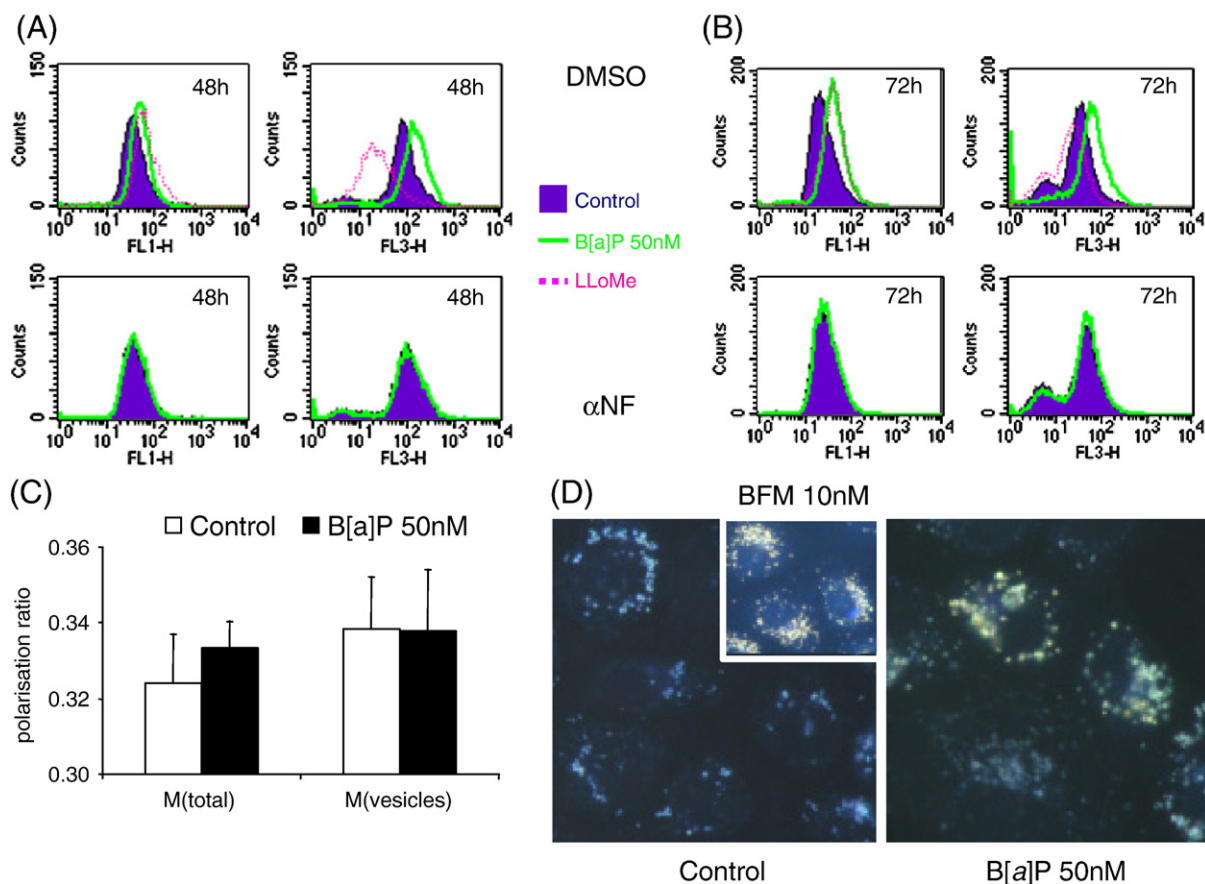 (A)
(B)
150
48h
Counts
0
10^0 10^1 10^2 10^3 10^4
FL1-H
150
48h
Counts
0
10^0 10^1 10^2 10^3 10^4
FL3-H
DMSO
Control
B[a]P 50nM
LLoMe
200
72h
Counts
0
10^0 10^1 10^2 10^3 10^4
FL1-H
200
72h
Counts
0
10^0 10^1 10^2 10^3 10^4
FL3-H
150
48h
Counts
0
10^0 10^1 10^2 10^3 10^4
FL1-H
150
48h
Counts
0
10^0 10^1 10^2 10^3 10^4
FL3-H
αNF
200
72h
Counts
0
10^0 10^1 10^2 10^3 10^4
FL1-H
200
72h
Counts
0
10^0 10^1 10^2 10^3 10^4
FL3-H
(C)
Control B[a]P 50nM
0.36
0.34
0.32
0.30
polarisation ratio
M(total) M(vesicles)
(D)
BFM 10nM
Control
B[a]P 50nM